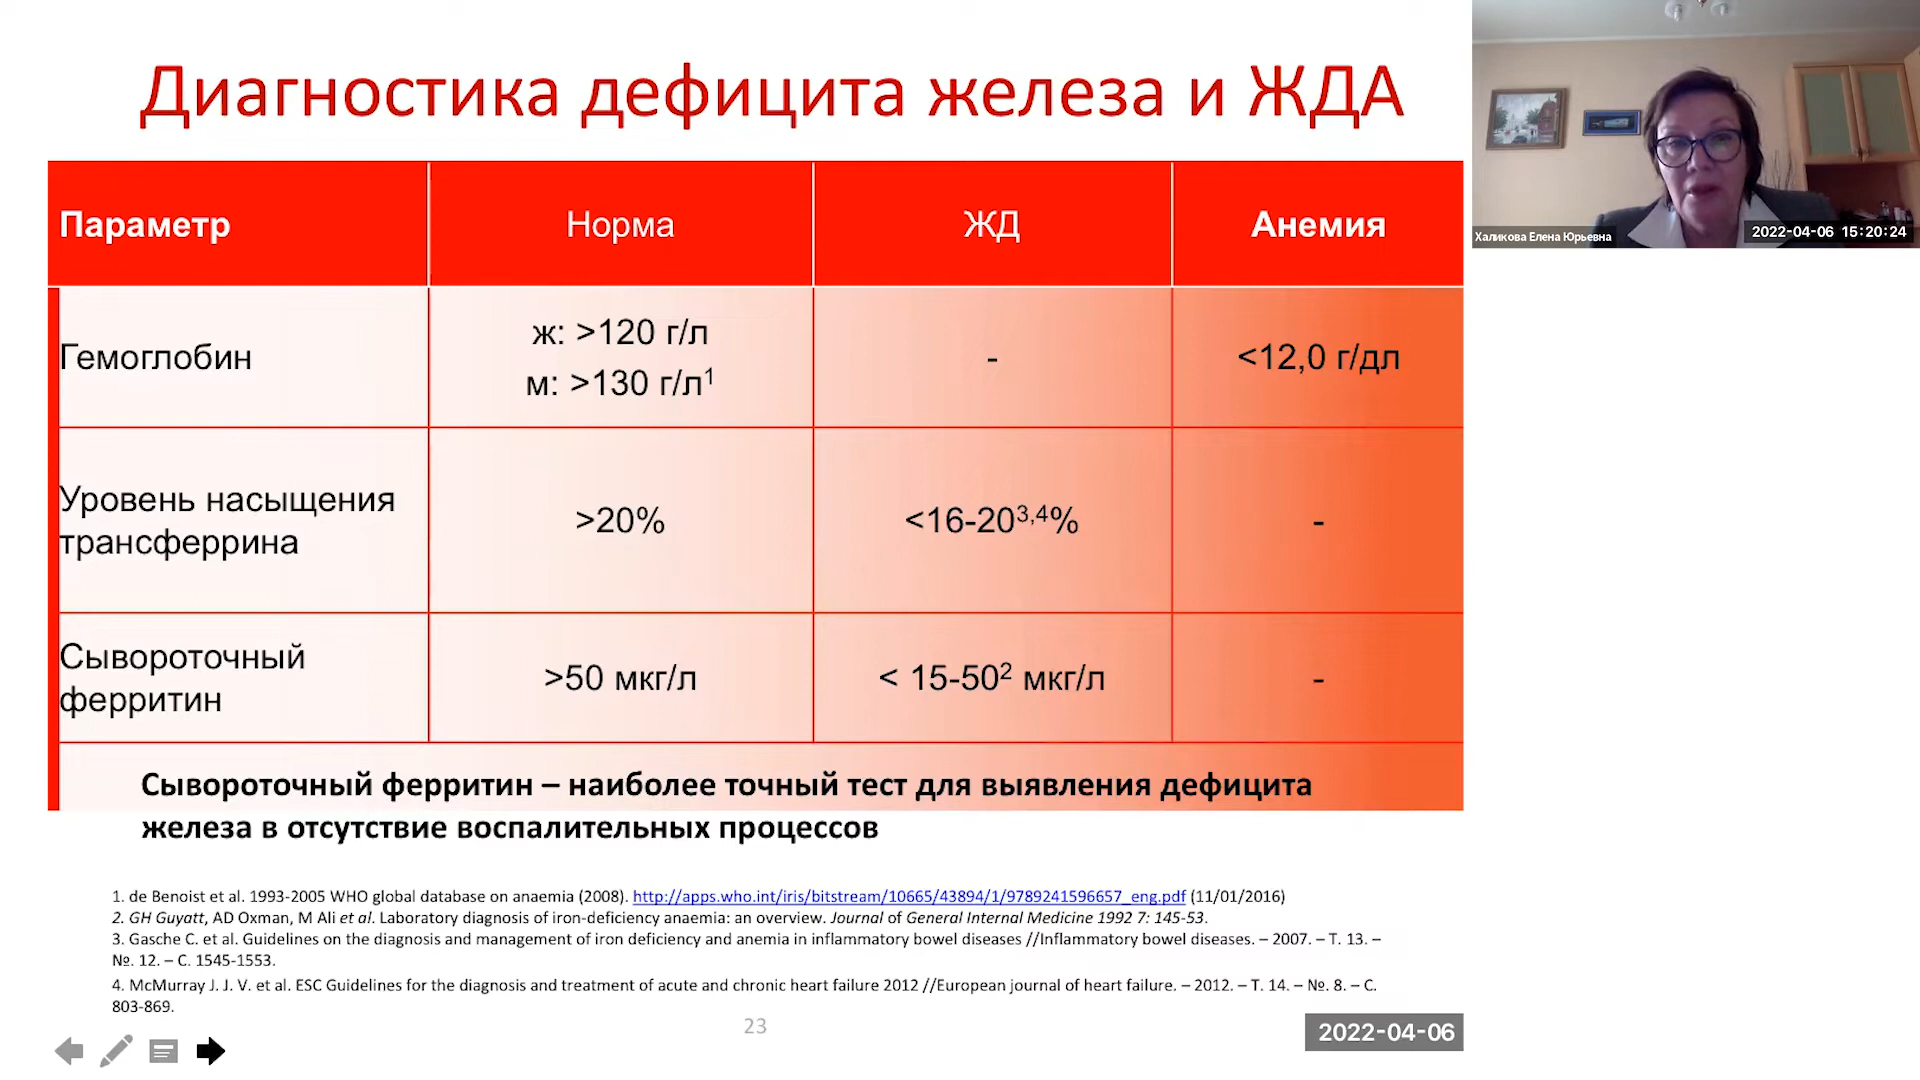 Диагностика дефицита железа и ЖДА
Параметр Норма ЖД Анемия
Гемоглобин
ж: >120 г/л
м: >130 г/л¹
-
<12,0 г/дл
Уровень насыщения
трансферрина
>20%
<16-20³,⁴%
-
Сывороточный
ферритин
>50 мкг/л
< 15-50² мкг/л
-
Сывороточный ферритин – наиболее точный тест для выявления дефицита
железа в отсутствие воспалительных процессов
1. de Benoist et al. 1993-2005 WHO global database on anaemia (2008). http://apps.who.int/iris/bitstream/10665/43894/1/9789241596657_eng.pdf (11/01/2016)
2. GH Guyatt, AD Oxman, M Ali et al. Laboratory diagnosis of iron-deficiency anaemia: an overview. Journal of General Internal Medicine 1992 7: 145-53.
3. Gasche C. et al. Guidelines on the diagnosis and management of iron deficiency and anemia in inflammatory bowel diseases //Inflammatory bowel diseases. – 2007. – Т. 13. –
№. 12. – С. 1545-1553.
4. McMurray J. J. V. et al. ESC Guidelines for the diagnosis and treatment of acute and chronic heart failure 2012 //European journal of heart failure. – 2012. – Т. 14. – №. 8. – С.
803-869.
23
2022-04-06
Халикова Елена Юрьевна
2022-04-06 15:20:24